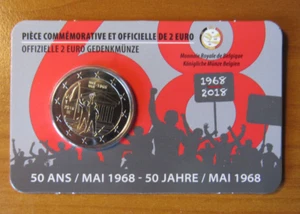 PIÈCE COMMÉMORATIVE ET OFFICIELLE DE 2 EURO
OFFIZIELLE 2 EURO GEDENKMÜNZE
Monnaie Royale de Belgique
Königliche Münze Belgien
1968
2018
50 ANS / MAI 1968 - 50 JAHRE / MAI 1968